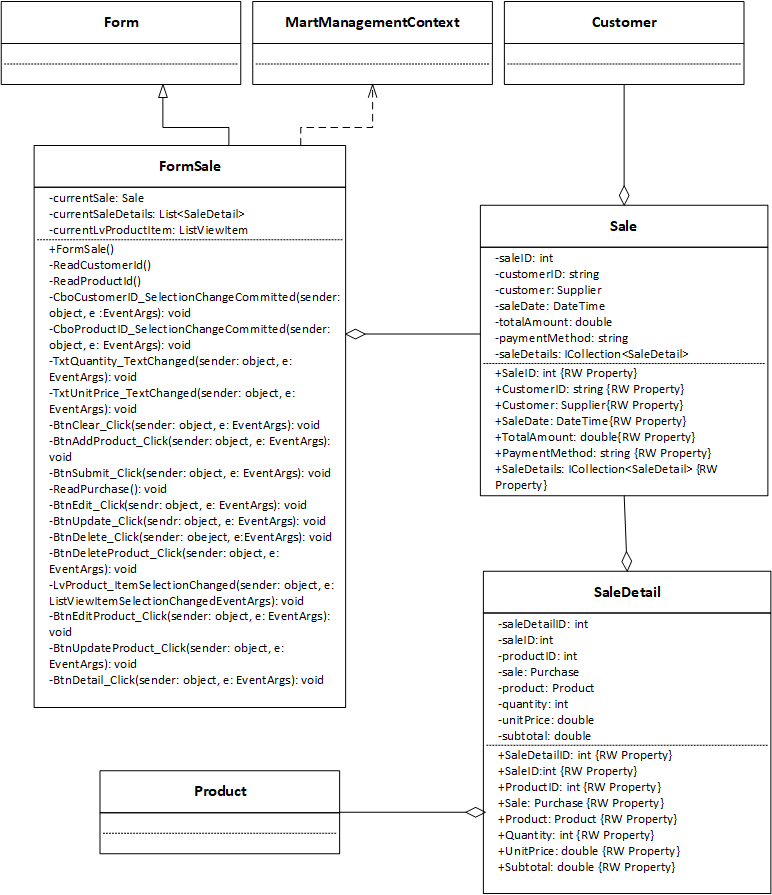 Form
MartManagementContext
Customer
FormSale
-currentSale: Sale
-currentSaleDetails: List<SaleDetail>
-currentLvProductItem: ListViewItem
+FormSale()
-ReadCustomerId()
-ReadProductId()
-CboCustomerID_SelectionChangeCommitted(sender:
object, e :EventArgs): void
-CboProductID_SelectionChangeCommitted(sender:
object, e: EventArgs): void
-TxtQuantity_TextChanged(sender: object, e:
EventArgs): void
-TxtUnitPrice_TextChanged(sender: object, e:
EventArgs): void
-BtnClear_Click(sender: object, e: EventArgs): void
-BtnAddProduct_Click(sender: object, e: EventArgs):
void
-BtnSubmit_Click(sender: object, e: EventArgs): void
-ReadPurchase(): void
-BtnEdit_Click(sendr: object, e: EventArgs): void
-BtnUpdate_Click(sendr: object, e: EventArgs): void
-BtnDelete_Click(sender: obejct, e:EventArgs): void
-BtnDeleteProduct_Click(sender: object, e:
EventArgs): void
-LvProduct_ItemSelectionChanged(sender: object, e:
ListViewItemSelectionChangedEventArgs): void
-BtnEditProduct_Click(sender: object, e: EventArgs):
void
-BtnUpdateProduct_Click(sender: object, e:
EventArgs): void
-BtnDetail_Click(sender: object, e: EventArgs): void
Sale
-saleID: int
-customerID: string
-customer: Supplier
-saleDate: DateTime
-totalAmount: double
-paymentMethod: string
-saleDetails: ICollection<SaleDetail>
+SaleID: int {RW Property}
+CustomerID: string {RW Property}
+Customer: Supplier{RW Property}
+SaleDate: DateTime{RW Property}
+TotalAmount: double{RW Property}
+PaymentMethod: string {RW Property}
+SaleDetails: ICollection<SaleDetail> {RW
Property}
SaleDetail
-saleDetailID: int
-saleID:int
-productID: int
-sale: Purchase
-product: Product
-quantity: int
-unitPrice: double
-subtotal: double
+SaleDetailID: int {RW Property}
+SaleID:int {RW Property}
+ProductID: int {RW Property}
+Sale: Purchase {RW Property}
+Product: Product {RW Property}
+Quantity: int {RW Property}
+UnitPrice: double {RW Property}
+Subtotal: double {RW Property}
Product